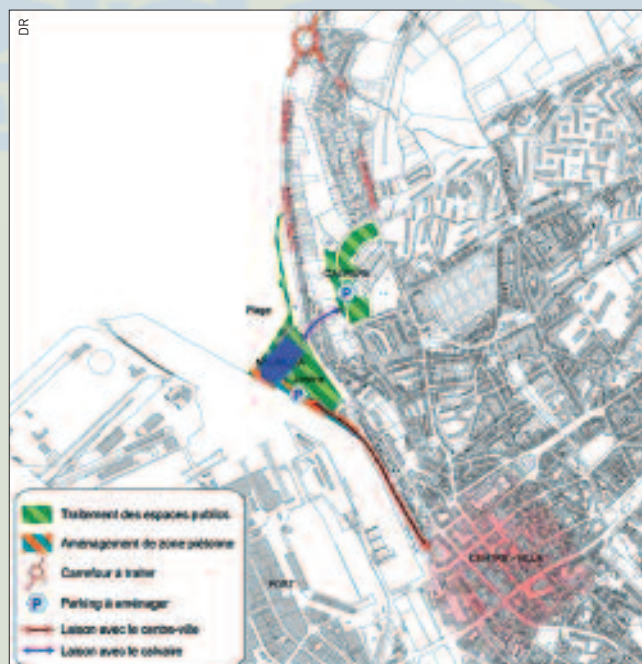 DR
Plage
CENTRE - VILLE
PORT
Traitement des espaces publics
Aménagement de zone piétonne
Carrefour à traiter
P Parking à aménager
Liaison avec le centre-ville
Liaison avec le calvaire